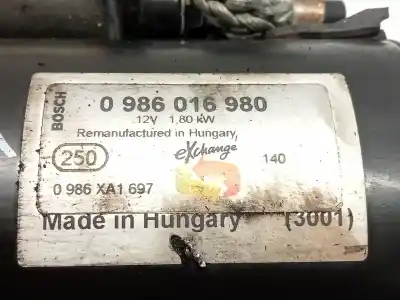 BOSCH
0 986 016 980
12V 1,80 kW
Remanufactured in Hungary,
eXchange
250
140
0 986 XA1 697
Made in Hungary (3001)